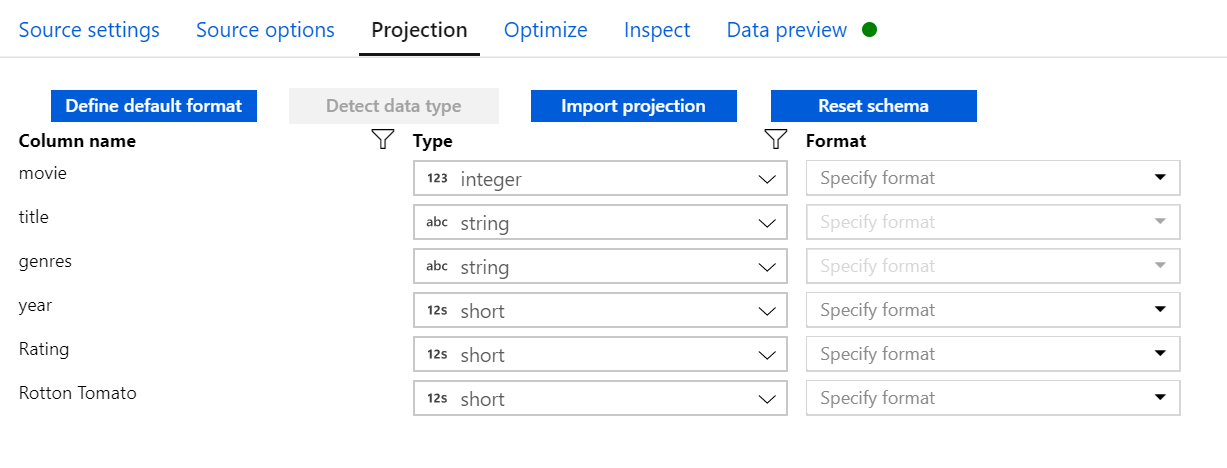 Source settings Source options Projection Optimize Inspect Data preview
Define default format Detect data type Import projection Reset schema
Column name Type Format
movie 123 integer Specify format
title abc string Specify format
genres abc string Specify format
year 12s short Specify format
Rating 12s short Specify format
Rotton Tomato 12s short Specify format